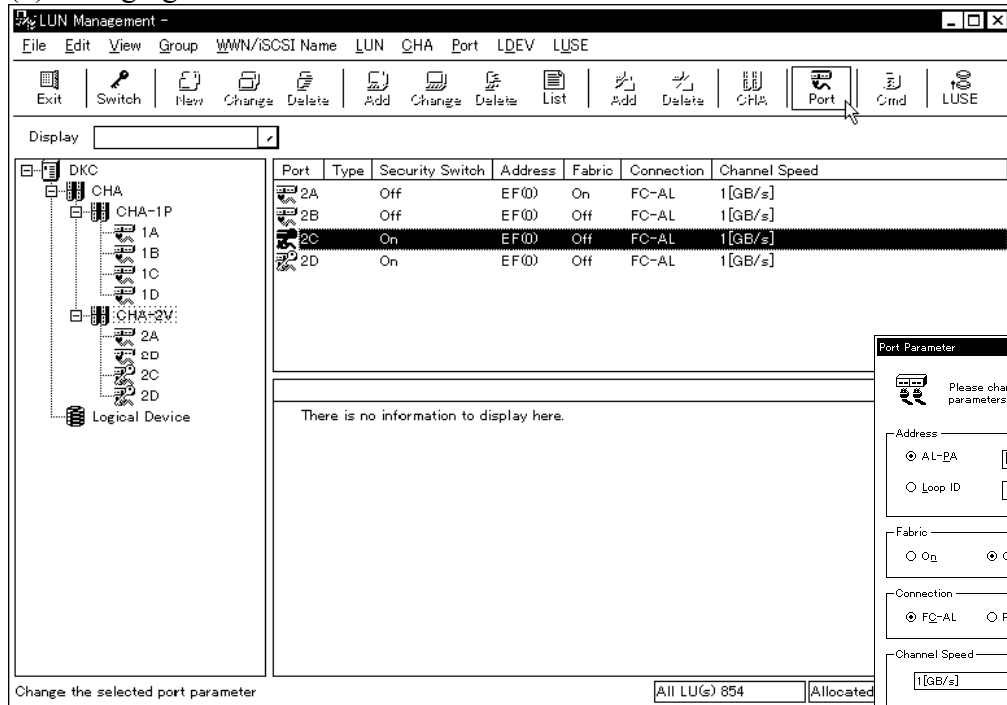 LUN Management -
File Edit View Group WWN/iSCSI Name LUN CHA Port LDEV LUSE
Exit Switch New Change Delete Add Change Delete List Add Delete CHA Port Cmd LUSE
Display
DKC
CHA
CHA-1P
1A
1B
1C
1D
CHA-2V
2A
2C
2D
Logical Device
Port Type Security Switch Address Fabric Connection Channel Speed
2A Off EF(0) On FC-AL 1[GB/s]
2B Off EF(0) Off FC-AL 1[GB/s]
2C On EF(0) Off FC-AL 1[GB/s]
2D On EF(0) Off FC-AL 1[GB/s]
There is no information to display here.
Port Parameter
Please
parameters
Address
AL-PA
Loop ID
Fabric
On
Connection
FC-AL
Channel Speed
1[GB/s]
Change the selected port parameter
All LU(s) 854
Allocated